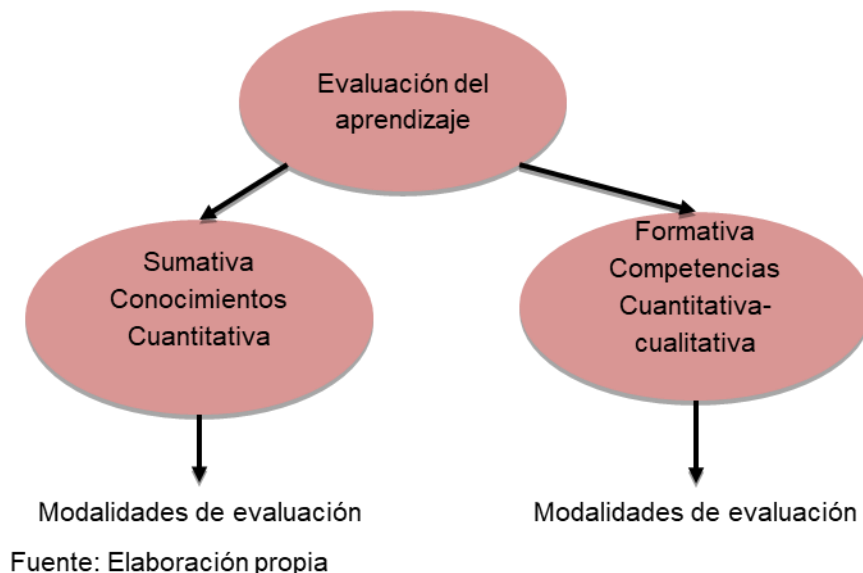 Evaluación del
aprendizaje
Sumativa
Conocimientos
Cuantitativa
Formativa
Competencias
Cuantitativa-
cualitativa
Modalidades de evaluación
Modalidades de evaluación
Fuente: Elaboración propia